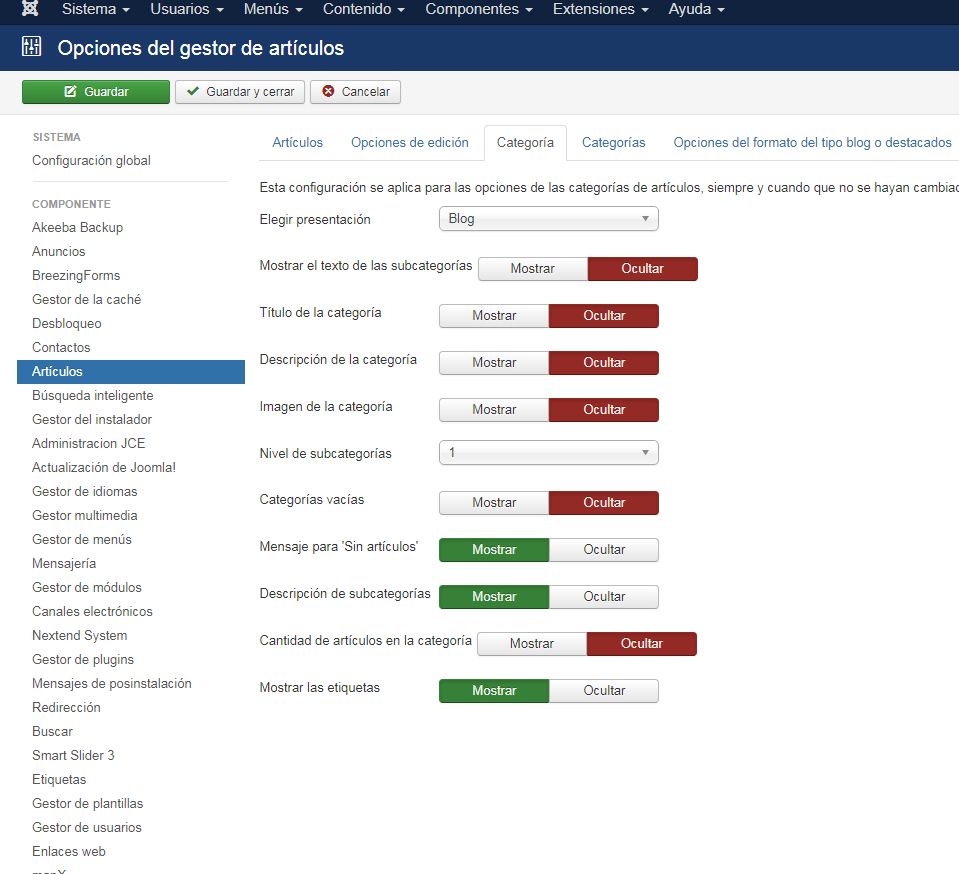 Sistema Usuarios Menús Contenido Componentes Extensiones Ayuda
Opciones del gestor de artículos
Guardar Guardar y cerrar Cancelar
SISTEMA
Configuración global
COMPONENTE
Akeeba Backup
Anuncios
BreezingForms
Gestor de la caché
Desbloqueo
Contactos
Artículos
Búsqueda inteligente
Gestor del instalador
Administracion JCE
Actualización de Joomla!
Gestor de idiomas
Gestor multimedia
Gestor de menús
Mensajería
Gestor de módulos
Canales electrónicos
Nextend System
Gestor de plugins
Mensajes de posinstalación
Redirección
Buscar
Smart Slider 3
Etiquetas
Gestor de plantillas
Gestor de usuarios
Enlaces web
Artículos Opciones de edición Categoría Categorías Opciones del formato del tipo blog o destacados
Esta configuración se aplica para las opciones de las categorías de artículos, siempre y cuando que no se hayan cambiad
Elegir presentación Blog
Mostrar el texto de las subcategorías Mostrar Ocultar
Título de la categoría Mostrar Ocultar
Descripción de la categoría Mostrar Ocultar
Imagen de la categoría Mostrar Ocultar
Nivel de subcategorías 1
Categorías vacías Mostrar Ocultar
Mensaje para 'Sin artículos' Mostrar Ocultar
Descripción de subcategorías Mostrar Ocultar
Cantidad de artículos en la categoría Mostrar Ocultar
Mostrar las etiquetas Mostrar Ocultar